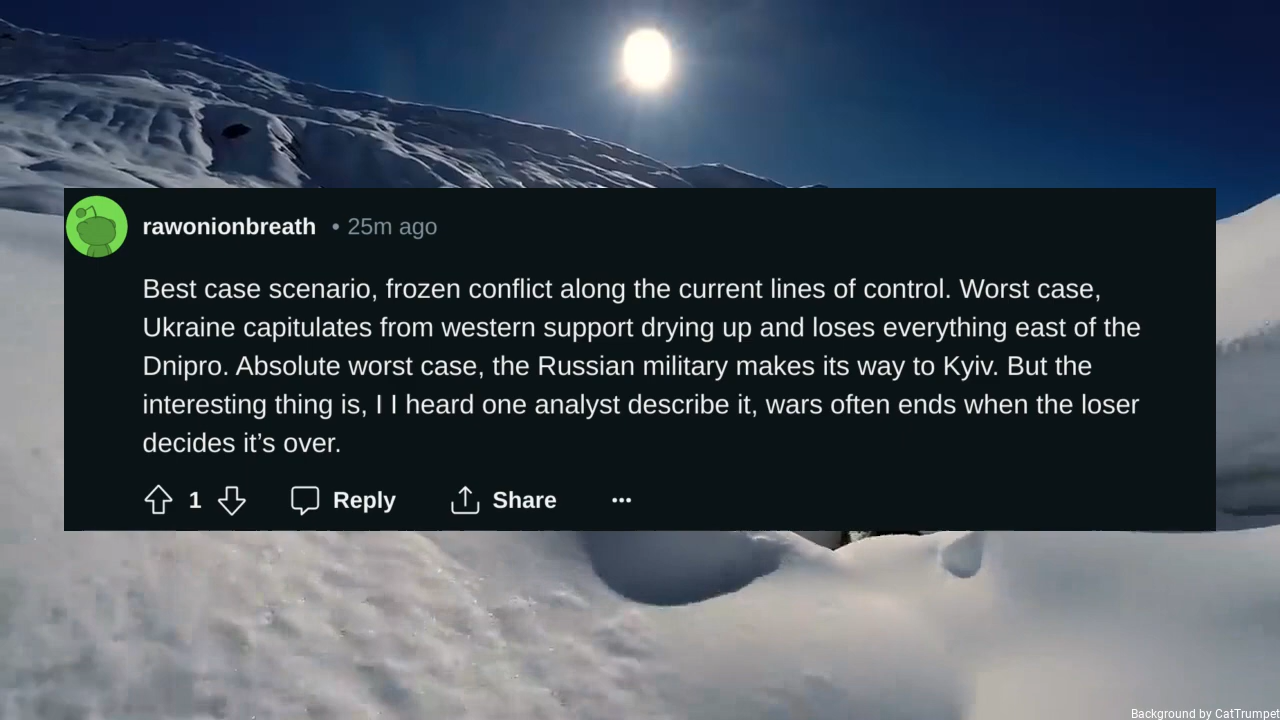 rawonionbreath • 25m ago
Best case scenario, frozen conflict along the current lines of control. Worst case,
Ukraine capitulates from western support drying up and loses everything east of the
Dnipro. Absolute worst case, the Russian military makes its way to Kyiv. But the
interesting thing is, I I heard one analyst describe it, wars often ends when the loser
decides it’s over.
1 Reply Share ···
Background by CatTrumpet